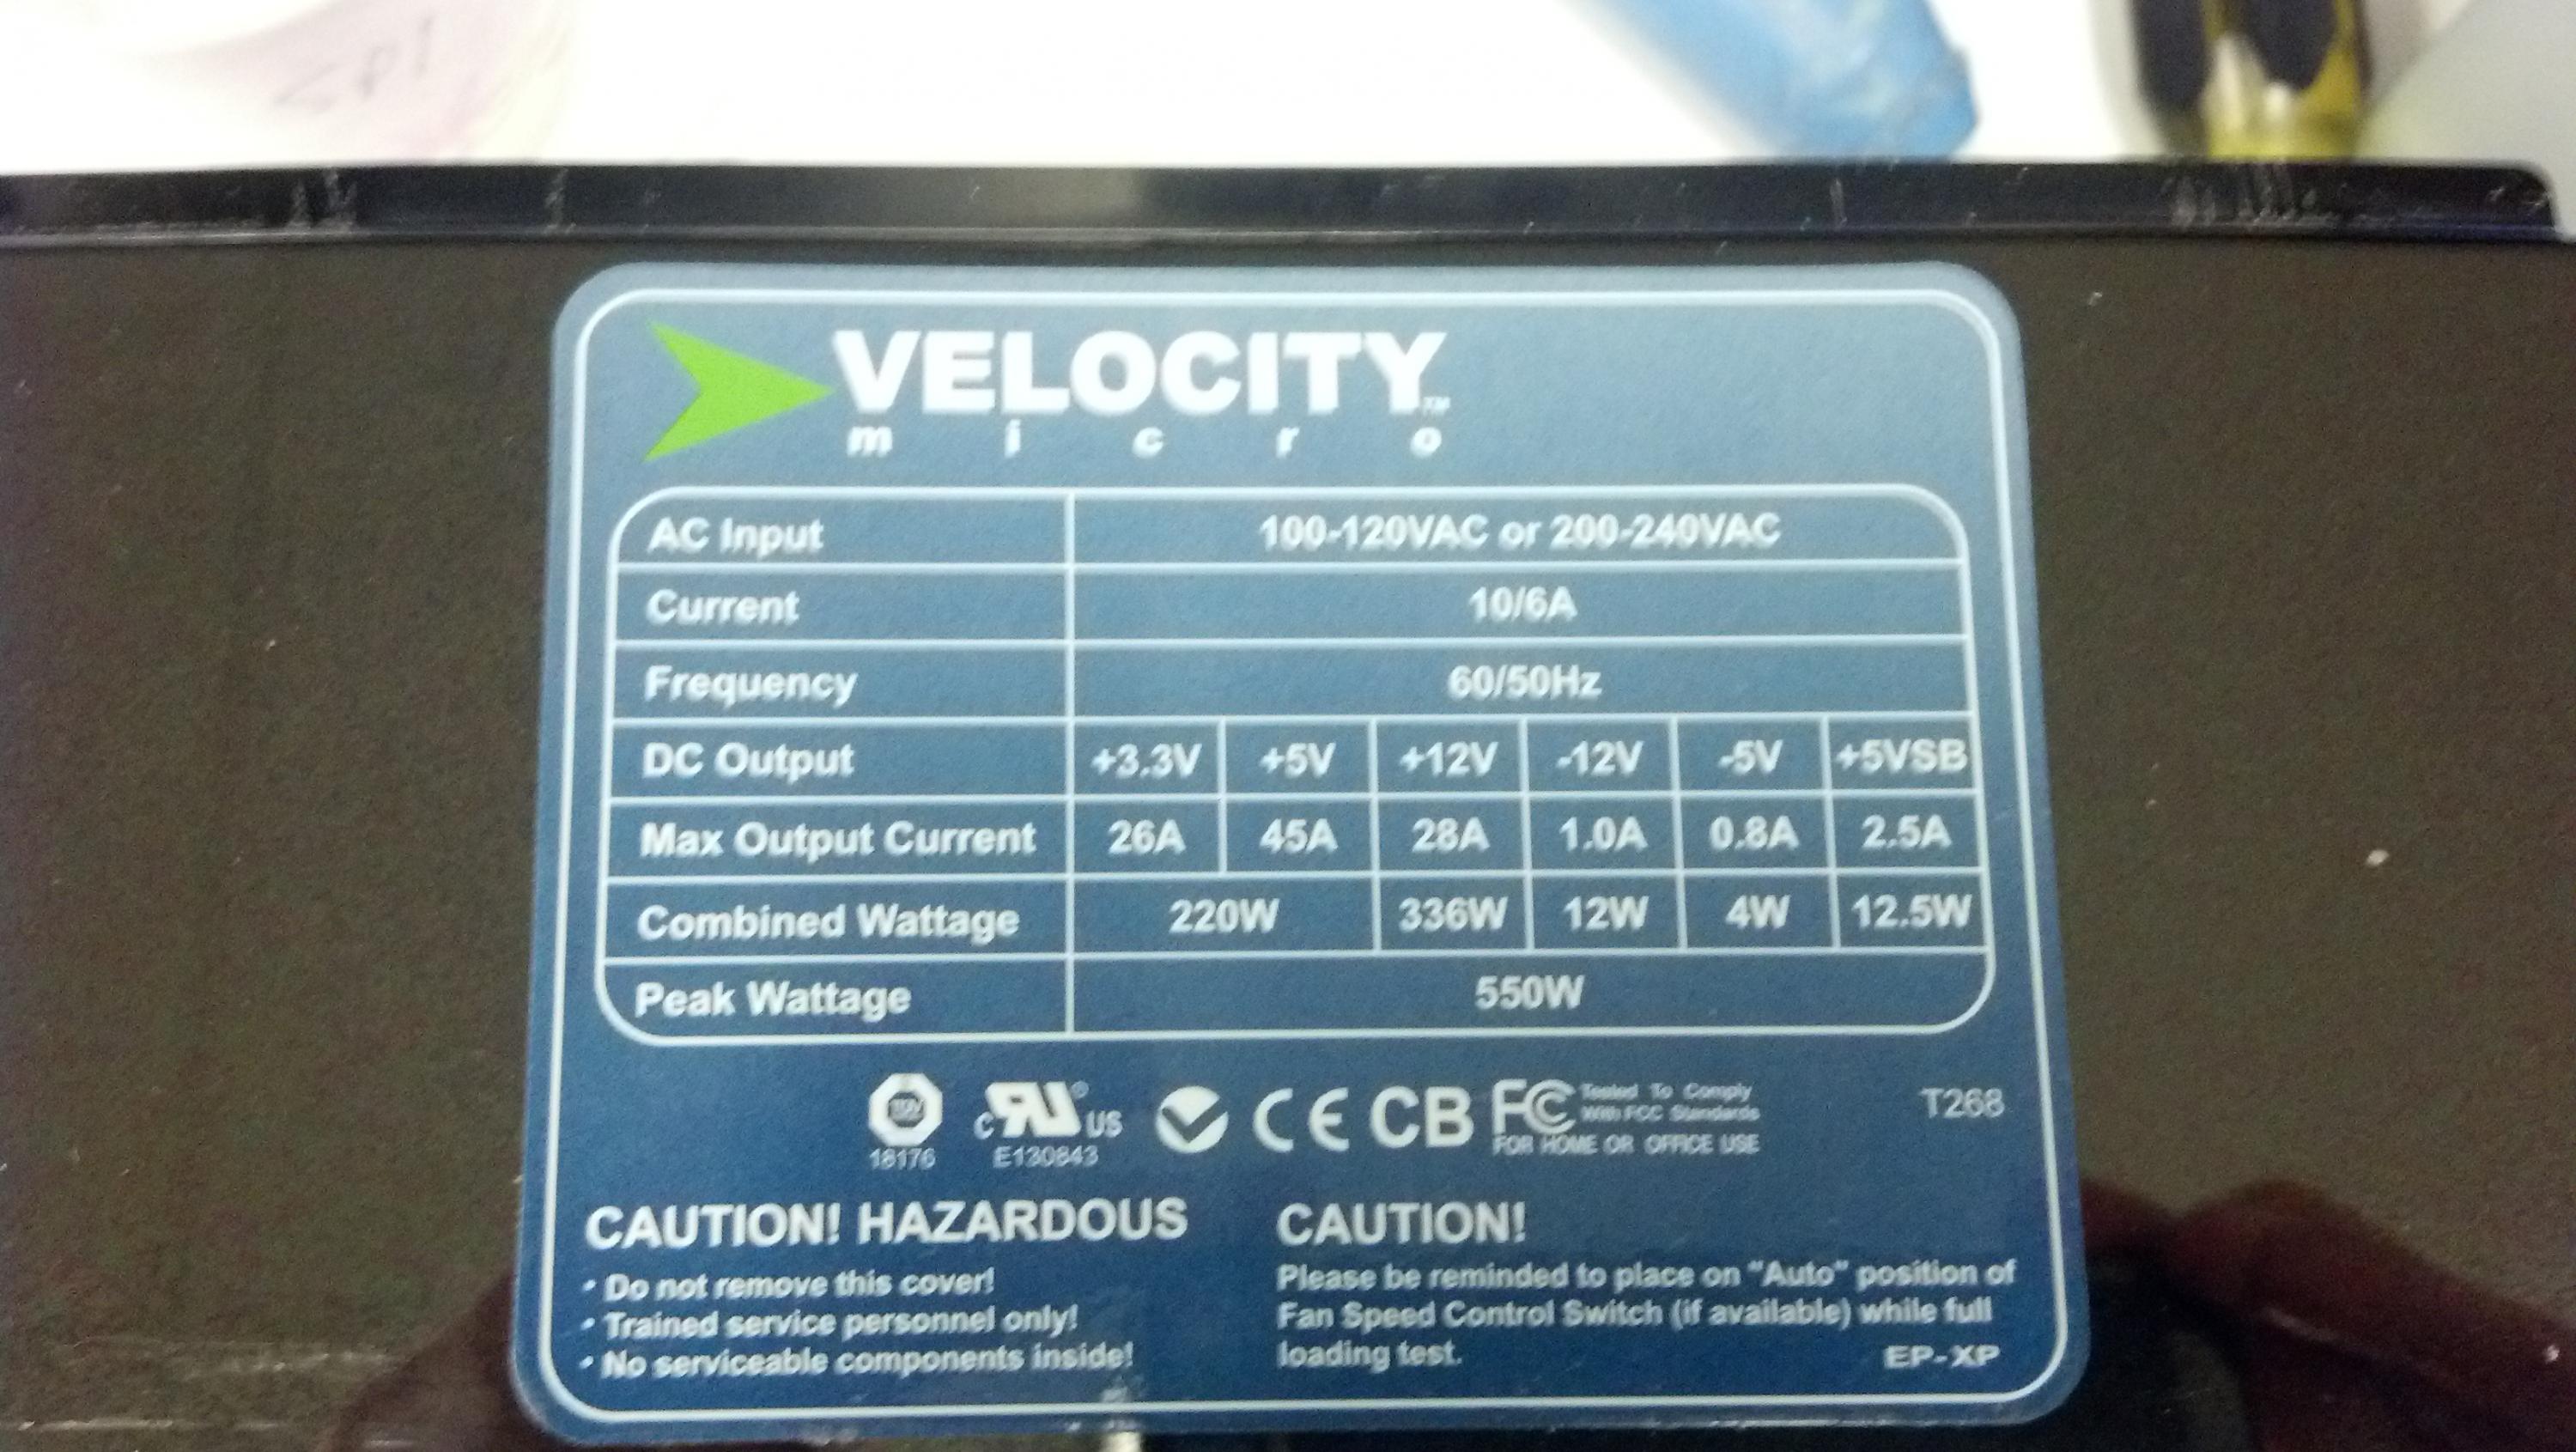 VELOCITY™
micro
AC Input 100-120VAC or 200-240VAC
Current 10/6A
Frequency 60/50Hz
DC Output +3.3V +5V +12V -12V -5V +5VSB
Max Output Current 26A 45A 28A 1.0A 0.8A 2.5A
Combined Wattage 220W 336W 12W 4W 12.5W
Peak Wattage 550W
TÜV c RU ® US CE CB FC Tested To Comply
With FCC Standards
FOR HOME OR OFFICE USE
T268
18176 E130843
CAUTION! HAZARDOUS
• Do not remove this cover!
• Trained service personnel only!
• No serviceable components inside!
CAUTION!
Please be reminded to place on "Auto" position of
Fan Speed Control Switch (if available) while full
loading test.
EP-XP